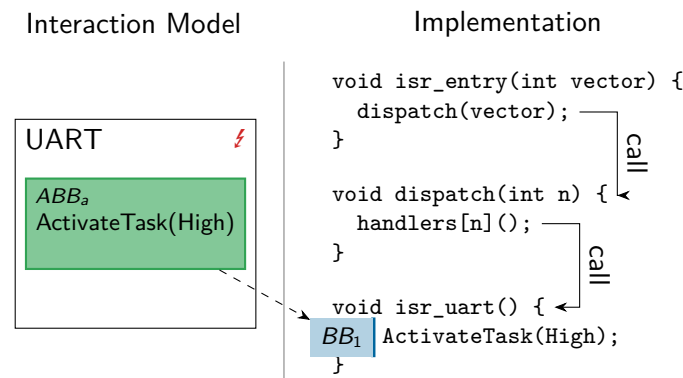 Interaction Model
Implementation
UART
ABBa
ActivateTask(High)
void isr_entry(int vector) {
dispatch(vector);
}
call
void dispatch(int n) {
handlers[n]();
}
call
void isr_uart() {
BB1 ActivateTask(High);
}